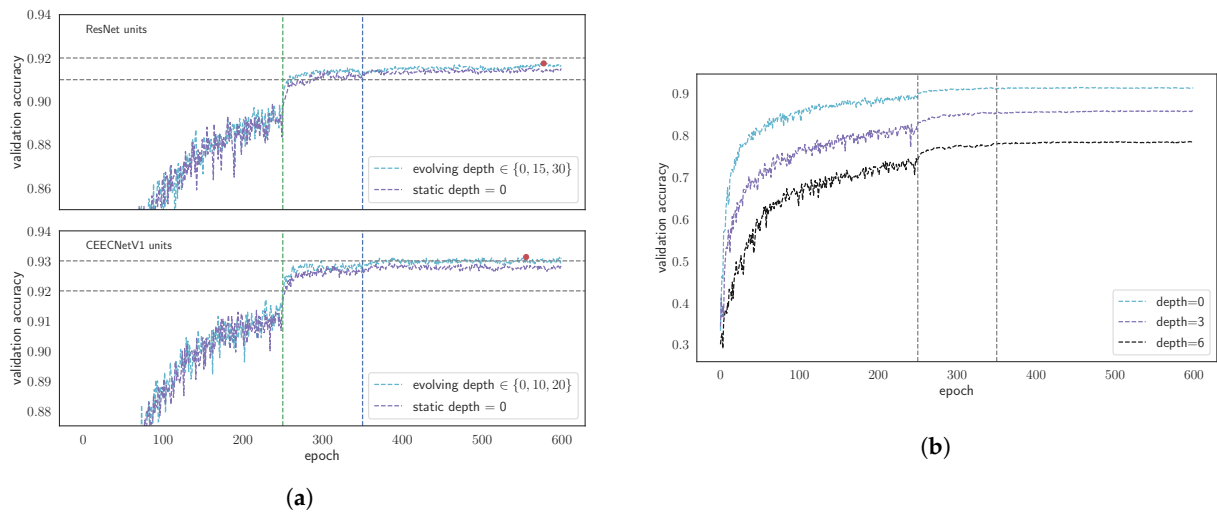 0.94
ResNet units
0.92
0.90
0.88
0.86
validation accuracy
evolving depth ∈ {0, 15, 30}
static depth = 0
0.94
CEECNetV1 units
0.93
0.92
0.91
0.90
0.89
0.88
validation accuracy
evolving depth ∈ {0, 10, 20}
static depth = 0
0 100 200 300 400 500 600
epoch
(a)
0.9
0.8
0.7
0.6
0.5
0.4
0.3
validation accuracy
depth=0
depth=3
depth=6
0 100 200 300 400 500 600
epoch
(b)